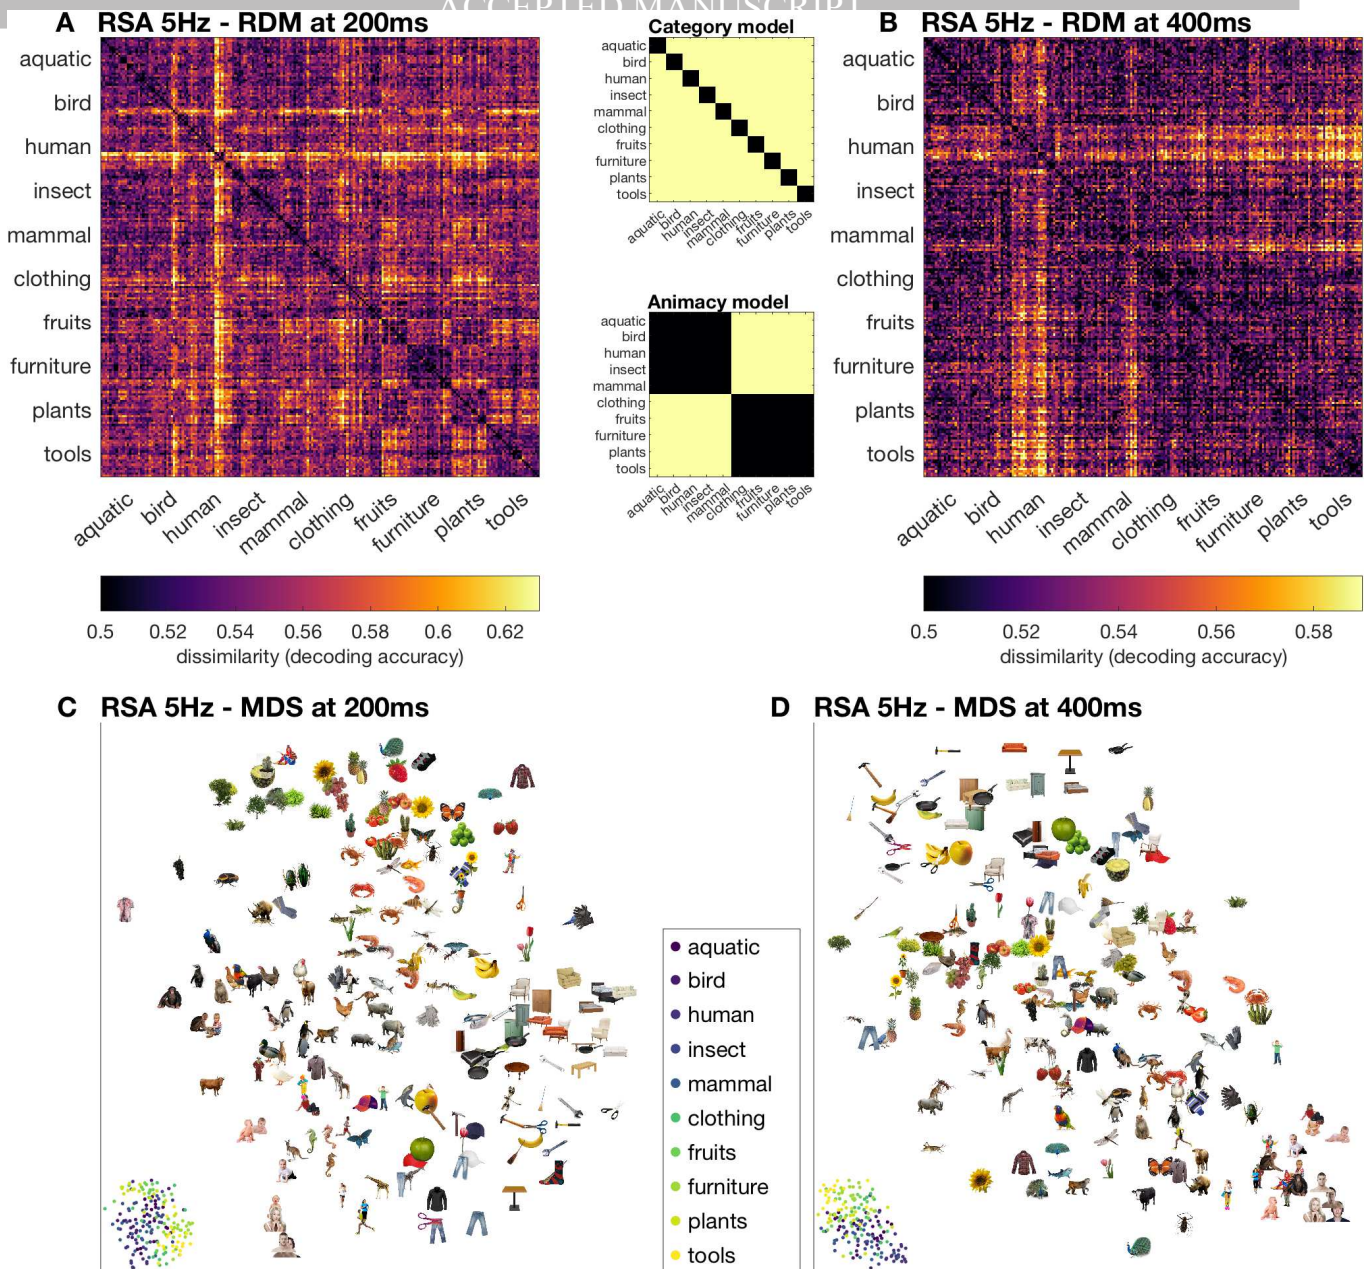 ACCEPTED MANUSCRIPT
A RSA 5Hz - RDM at 200ms
aquatic
bird
human
insect
mammal
clothing
fruits
furniture
plants
tools
aquatic bird human insect mammal clothing fruits furniture plants tools
0.5 0.52 0.54 0.56 0.58 0.6 0.62
dissimilarity (decoding accuracy)
Category model
aquatic
bird
human
insect
mammal
clothing
fruits
furniture
plants
tools
aquatic bird human insect mammal clothing fruits furniture plants tools
Animacy model
aquatic
bird
human
insect
mammal
clothing
fruits
furniture
plants
tools
aquatic bird human insect mammal clothing fruits furniture plants tools
B RSA 5Hz - RDM at 400ms
aquatic
bird
human
insect
mammal
clothing
fruits
furniture
plants
tools
aquatic bird human insect mammal clothing fruits furniture plants tools
0.5 0.52 0.54 0.56 0.58
dissimilarity (decoding accuracy)
C RSA 5Hz - MDS at 200ms
aquatic
bird
human
insect
mammal
clothing
fruits
furniture
plants
tools
D RSA 5Hz - MDS at 400ms